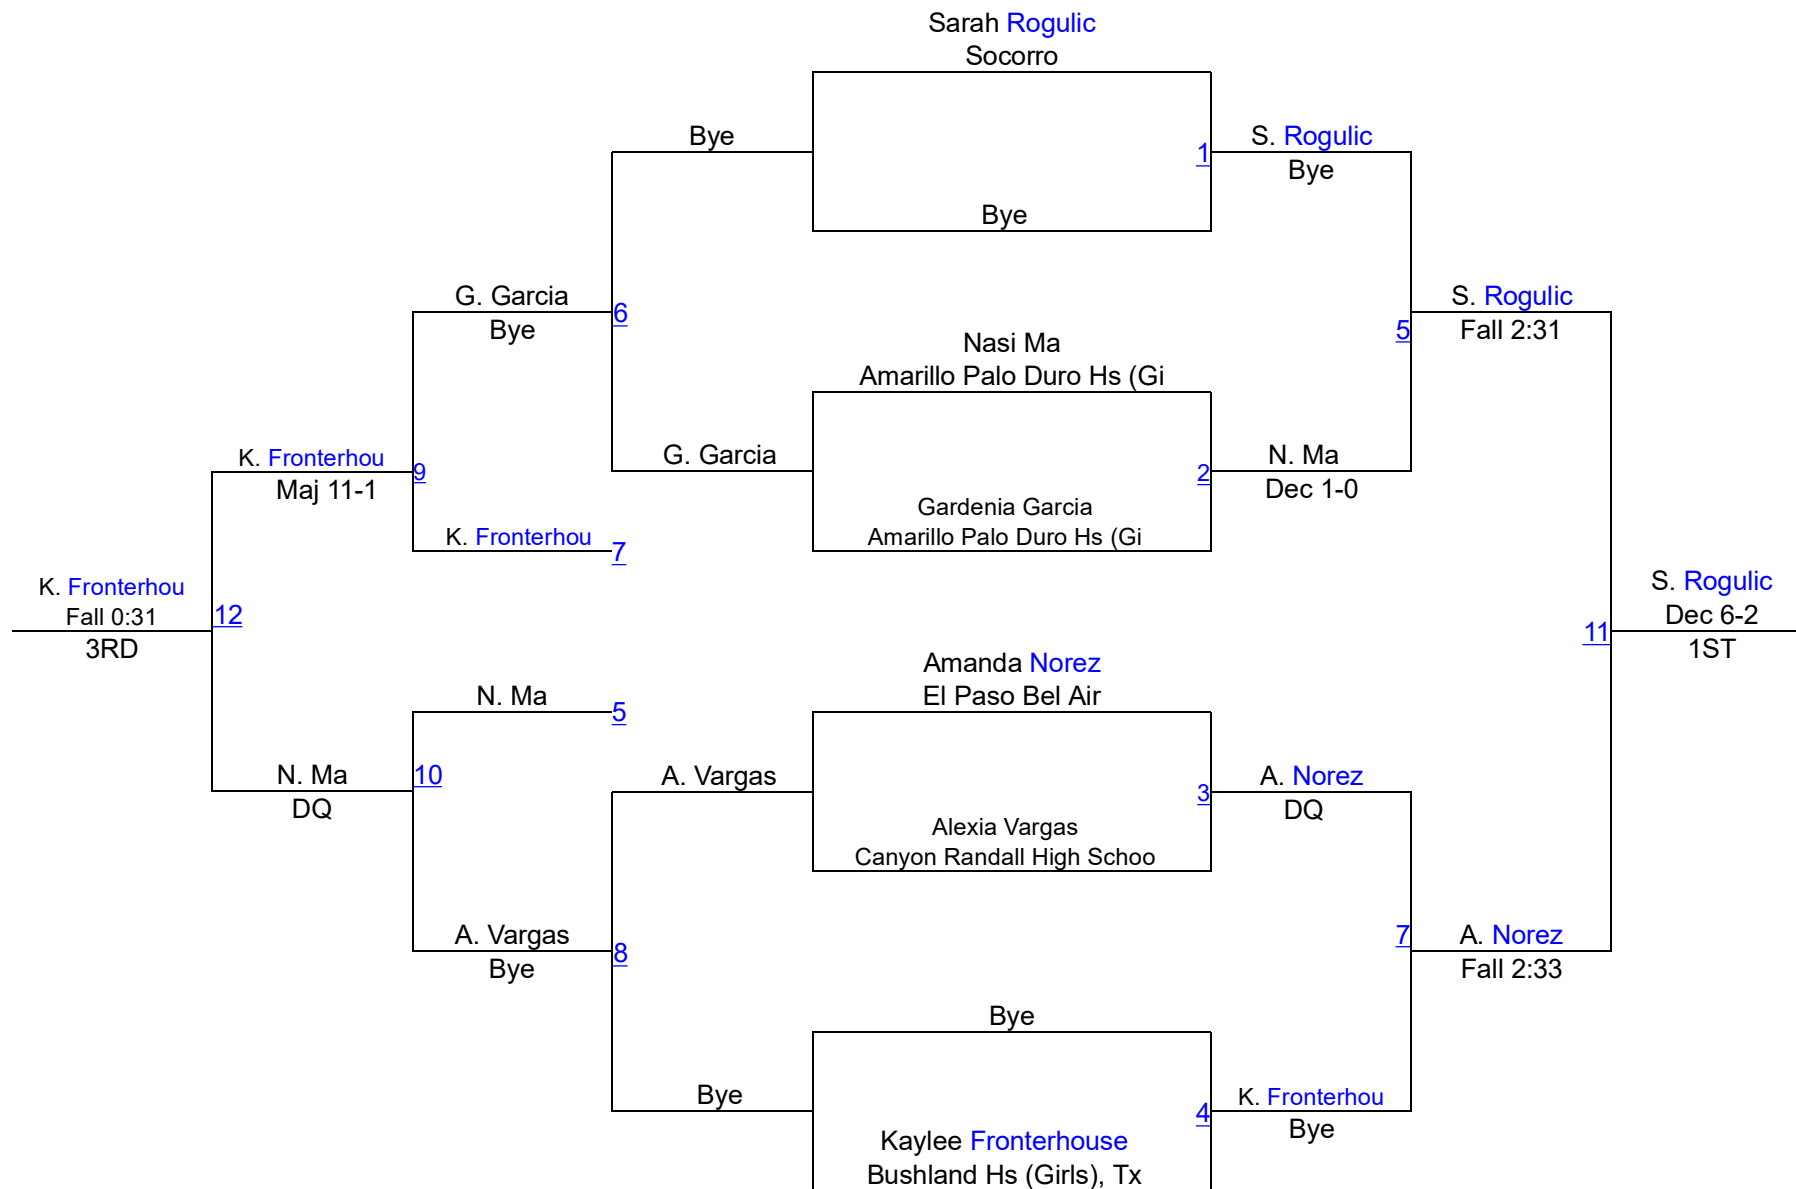 Sarah Rogulic
Socorro
Bye
1
S. Rogulic
Bye
Bye
G. Garcia
Bye
6
S. Rogulic
Fall 2:31
5
Nasi Ma
Amarillo Palo Duro Hs (Gi
K. Fronterhou
Maj 11-1
9
G. Garcia
2
N. Ma
Dec 1-0
Gardenia Garcia
Amarillo Palo Duro Hs (Gi
K. Fronterhou
7
K. Fronterhou
Fall 0:31
3RD
12
S. Rogulic
Dec 6-2
1ST
11
Amanda Norez
El Paso Bel Air
N. Ma
5
N. Ma
DQ
10
A. Vargas
3
A. Norez
DQ
Alexia Vargas
Canyon Randall High Schoo
A. Vargas
Bye
8
7
A. Norez
Fall 2:33
Bye
Bye
4
K. Fronterhou
Bye
Kaylee Fronterhouse
Bushland Hs (Girls), Tx